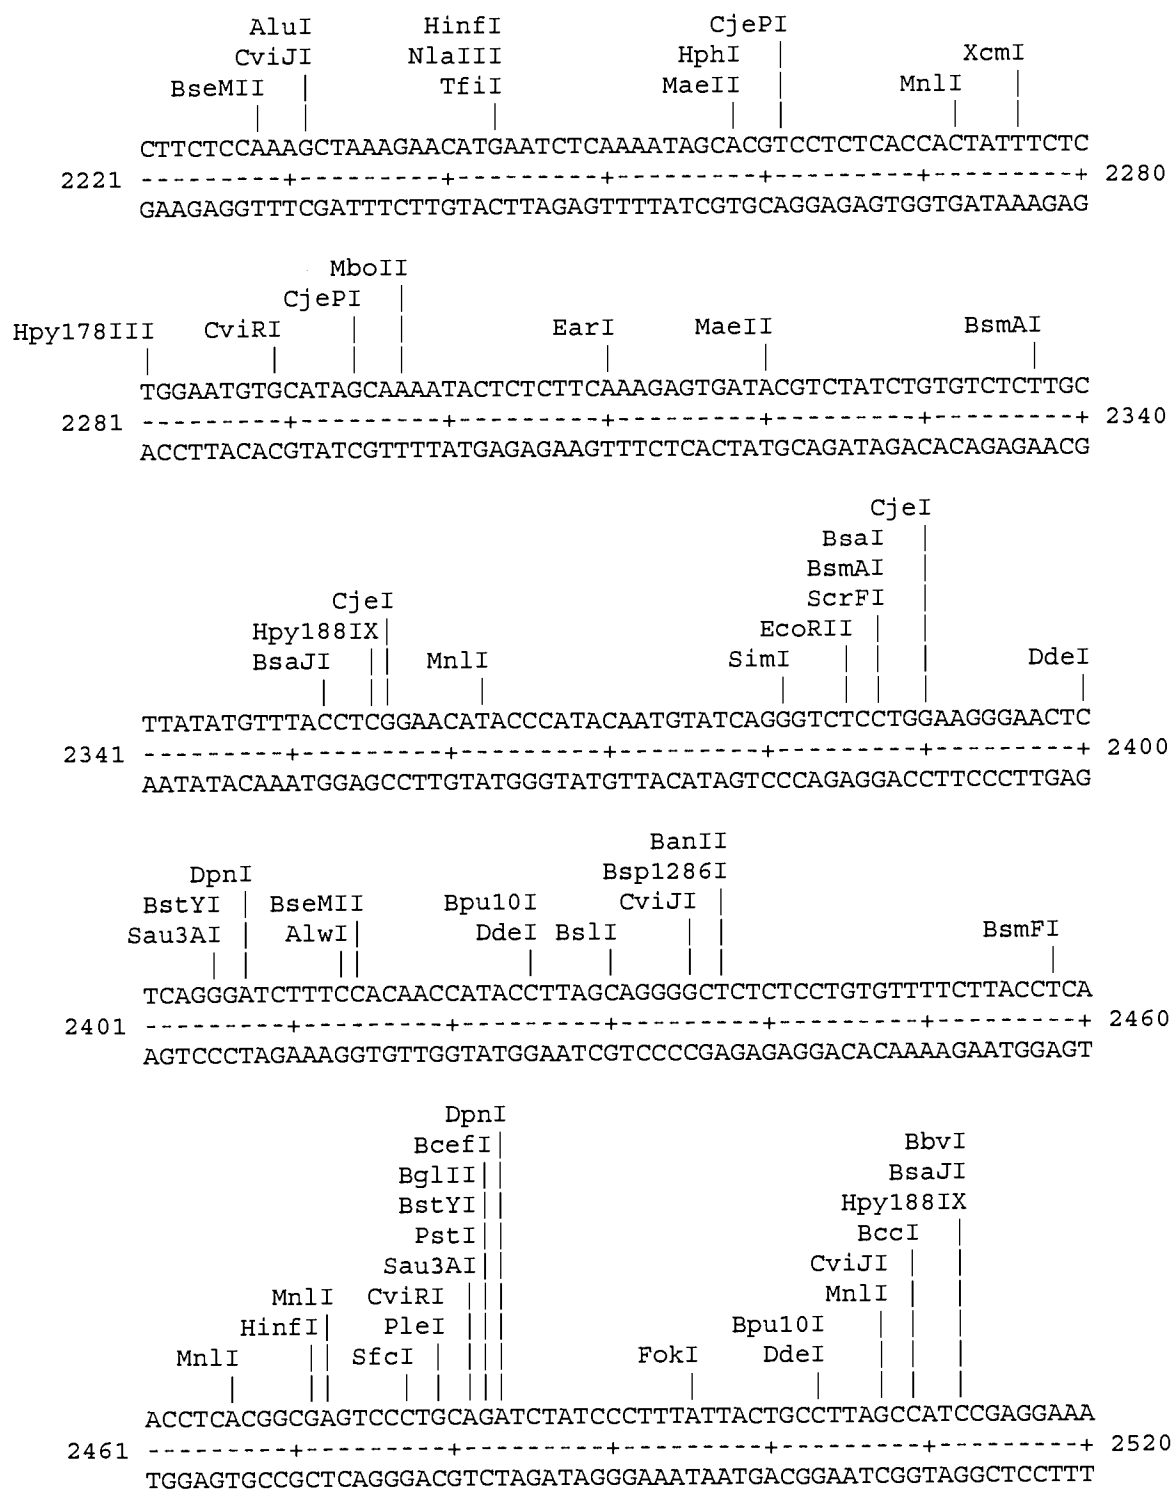 AluI HinfI CjePI
CviJI NlaIII HphI XcmI
BseMII TfiI MaeII MnlI
CTTCTCCAAAGCTAAAGAACATGAATCTCAAAATAGCACGTCCTCTCACCACTATTTCTC
2221 ---------+---------+---------+---------+---------+---------+ 2280
GAAGAGGTTTCGATTTCTTGTACTTAGAGTTTTATCGTGCAGGAGAGTGGTGATAAAGAG
MboII
CjePI
Hpy178III CviRI EarI MaeII BsmAI
TGGAATGTGCATAGCAAAATACTCTCTTCAAAGAGTGATACGTCTATCTGTGTCTCTTGC
2281 ---------+---------+---------+---------+---------+---------+ 2340
ACCTTACACGTATCGTTTTATGAGAGAAGTTTCTCACTATGCAGATAGACACAGAGAACG
CjeI
BsaI
BsmAI
CjeI ScrFI
Hpy188IX EcoRII
BsaJI MnlI SimI DdeI
TTATATGTTTACCTCGGAACATACCCATACAATGTATCAGGGTCTCCTGGAAGGGAACTC
2341 ---------+---------+---------+---------+---------+---------+ 2400
AATATACAAATGGAGCCTTGTATGGGTATGTTACATAGTCCCAGAGGACCTTCCCTTGAG
BanII
DpnI Bsp1286I
BstYI BseMII Bpu10I CviJI
Sau3AI AlwI DdeI BslI BsmFI
TCAGGGATCTTTCCACAACCATACCTTAGCAGGGGCTCTCTCCTGTGTTTTCTTACCTCA
2401 ---------+---------+---------+---------+---------+---------+ 2460
AGTCCCTAGAAAGGTGTTGGTATGGAATCGTCCCCGAGAGAGGACACAAAAGAATGGAGT
DpnI
BcefI BbvI
BglII BsaJI
BstYI Hpy188IX
PstI BccI
Sau3AI CviJI
MnlI CviRI MnlI
HinfI PleI Bpu10I
MnlI SfcI FokI DdeI
ACCTCACGGCGAGTCCCTGCAGATCTATCCCTTTATTACTGCCTTAGCCATCCGAGGAAA
2461 ---------+---------+---------+---------+---------+---------+ 2520
TGGAGTGCCGCTCAGGGACGTCTAGATAGGGAAATAATGACGGAATCGGTAGGCTCCTTT